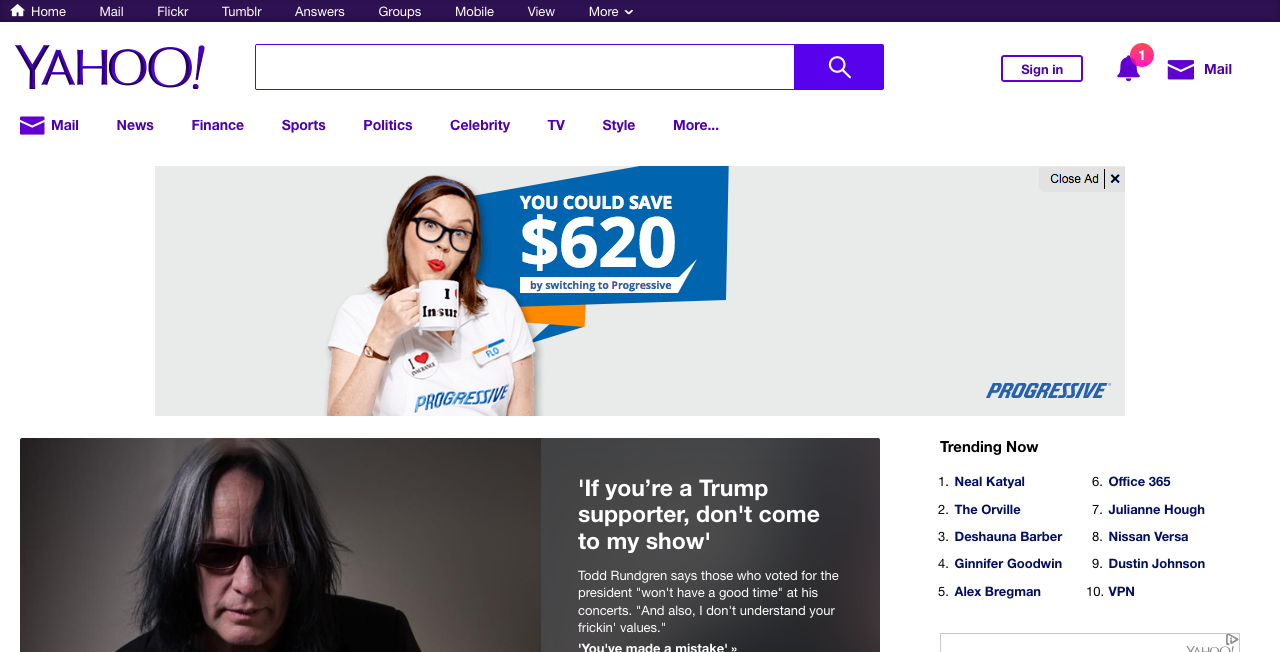 Home Mail Flickr Tumblr Answers Groups Mobile View More
YAHOO!
Sign in
1
Mail
Mail News Finance Sports Politics Celebrity TV Style More...
Close Ad
YOU COULD SAVE
$620
by switching to Progressive
I
Insur
I
INSURANCE
FLO
PROGRESSIVE
PROGRESSIVE
'If you’re a Trump
supporter, don't come
to my show'
Todd Rundgren says those who voted for the
president "won't have a good time" at his
concerts. "And also, I don't understand your
frickin' values."
'You've made a mistake' »
Trending Now
1. Neal Katyal
2. The Orville
3. Deshauna Barber
4. Ginnifer Goodwin
5. Alex Bregman
6. Office 365
7. Julianne Hough
8. Nissan Versa
9. Dustin Johnson
10. VPN
YAHOO!